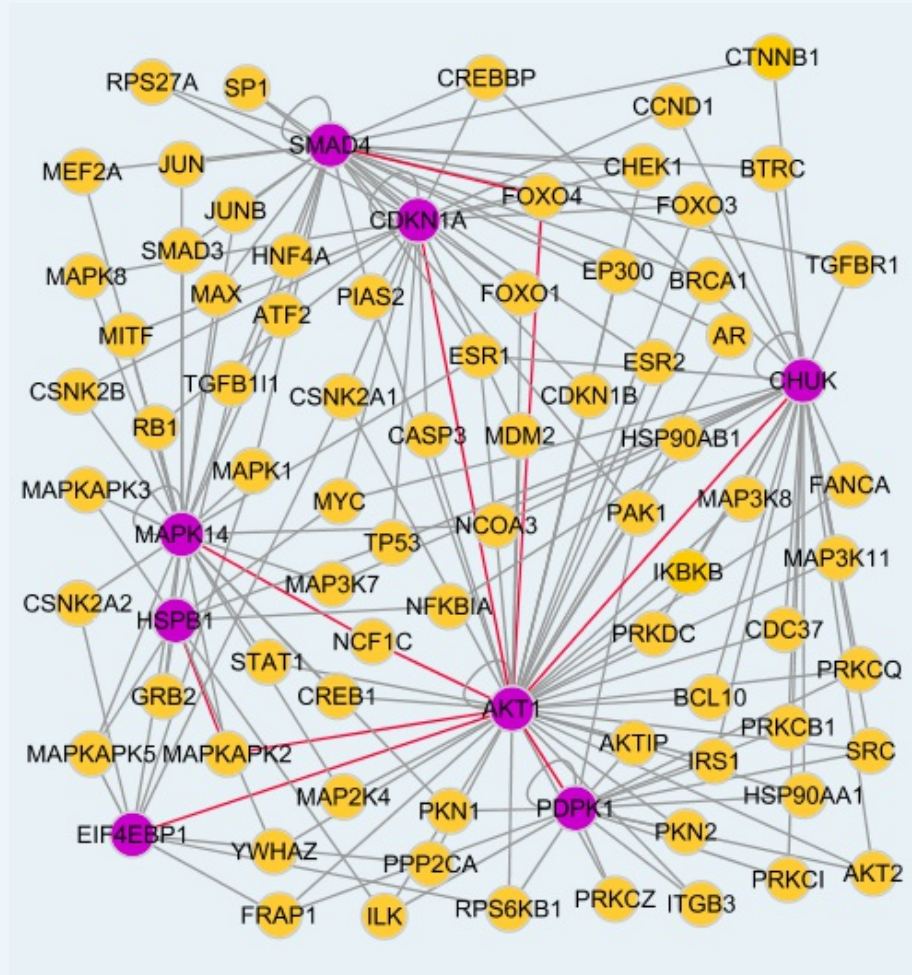 CTNNB1
RPS27A
SP1
CREBBP
CCND1
SMAD4
MEF2A
JUN
CHEK1
BTRC
JUNB
CDKN1A
FOXO4
FOXO3
MAPK8
SMAD3
HNF4A
EP300
BRCA1
TGFBR1
MAX
PIAS2
FOXO1
MITF
ATF2
AR
CSNK2B
TGFB1I1
CSNK2A1
ESR1
CDKN1B
ESR2
CHUK
RB1
CASP3
MDM2
HSP90AB1
MAPKAPK3
MAPK1
MYC
NCOA3
PAK1
MAP3K8
FANCA
MAPK14
TP53
MAP3K7
IKBKB
MAP3K11
CSNK2A2
HSPB1
NFKBIA
NCF1C
PRKDC
CDC37
STAT1
PRKCQ
GRB2
CREB1
AKT1
BCL10
PRKCB1
MAPKAPK5
MAPKAPK2
AKTIP
IRS1
SRC
MAP2K4
PKN1
PDPK1
HSP90AA1
EIF4EBP1
YWHAZ
PPP2CA
PKN2
PRKCI
AKT2
FRAP1
ILK
RPS6KB1
PRKCZ
ITGB3